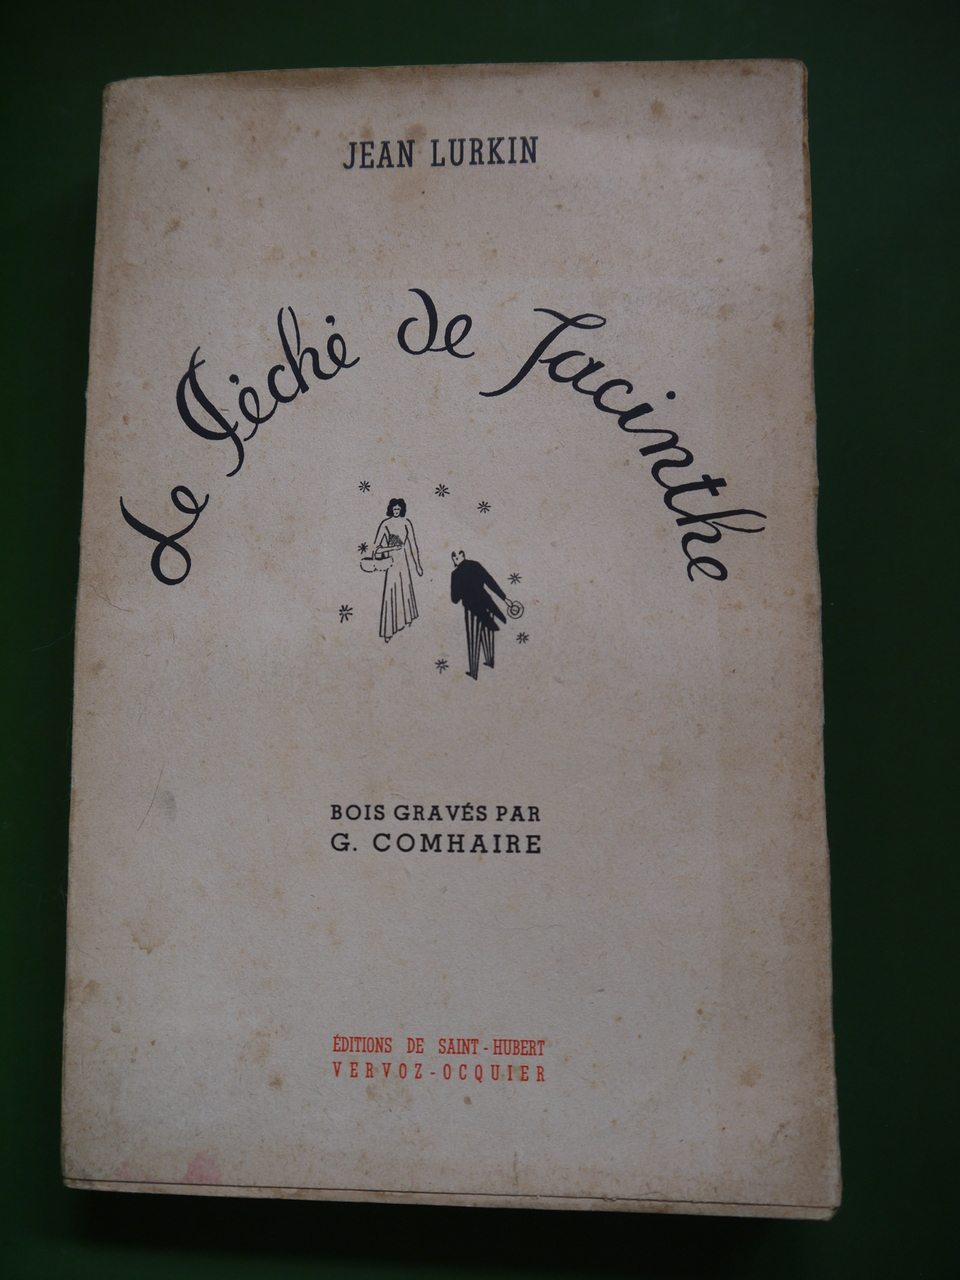 JEAN LURKIN
Le Péché de Jacinthe
BOIS GRAVÉS PAR
G. COMHAIRE
ÉDITIONS DE SAINT-HUBERT
VERVOZ-OCQUIER